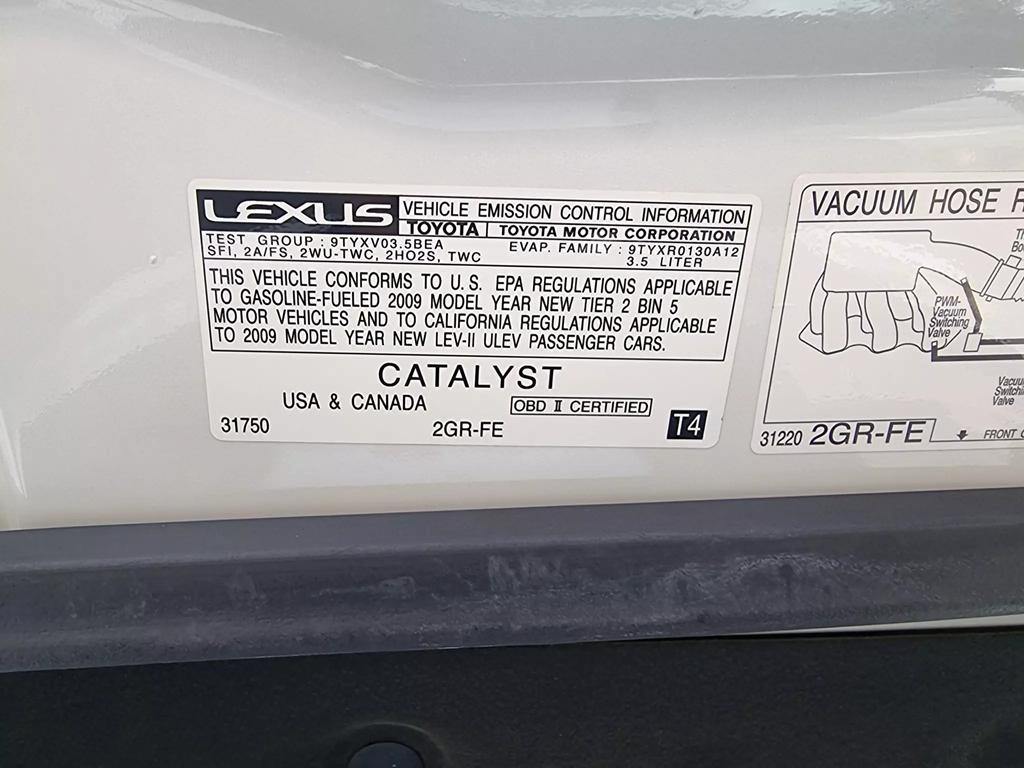 LEXUS VEHICLE EMISSION CONTROL INFORMATION
TOYOTA TOYOTA MOTOR CORPORATION
TEST GROUP : 9TYXV03.5BEA EVAP. FAMILY : 9TYXR0130A12
SFI, 2A/FS, 2WU-TWC, 2HO2S, TWC 3.5 LITER
THIS VEHICLE CONFORMS TO U.S. EPA REGULATIONS APPLICABLE
TO GASOLINE-FUELED 2009 MODEL YEAR NEW TIER 2 BIN 5
MOTOR VEHICLES AND TO CALIFORNIA REGULATIONS APPLICABLE
TO 2009 MODEL YEAR NEW LEV-II ULEV PASSENGER CARS.
CATALYST
USA & CANADA OBD II CERTIFIED
31750 2GR-FE T4
VACUUM HOSE
PWM-
Vacuum
Switching
Valve
Valve
31220 2GR-FE FRONT